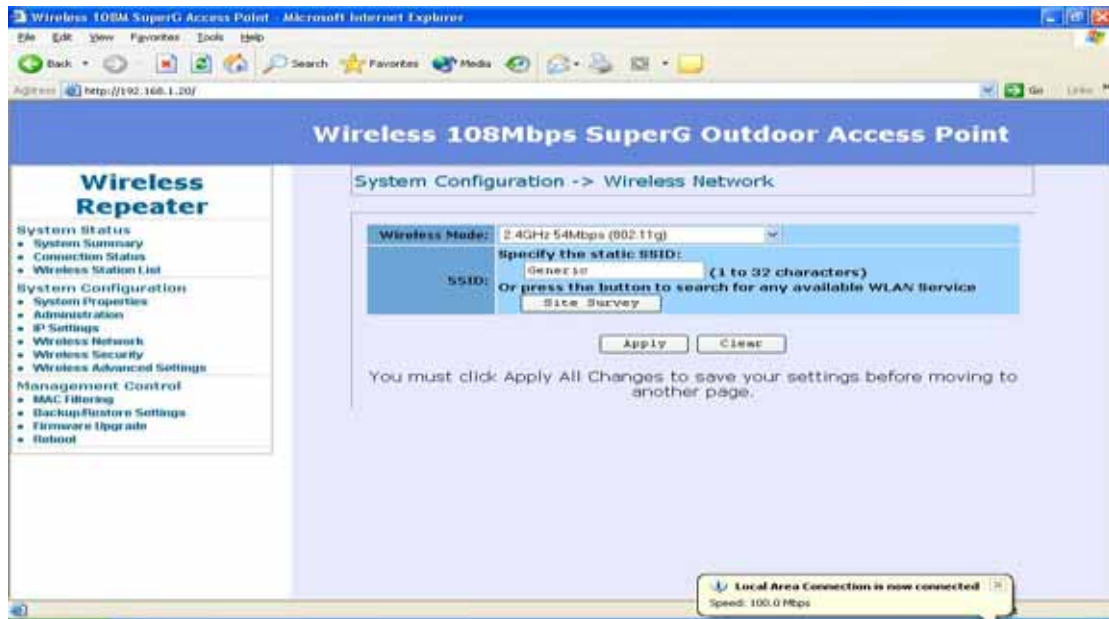 Wireless 108M SuperG Access Point - Microsoft Internet Explorer
File Edit View Favorites Tools Help
Back Search Favorites Media
Address http://192.168.1.20/ Go Links »
Wireless 108Mbps SuperG Outdoor Access Point
Wireless
Repeater
System Status
• System Summary
• Connection Status
• Wireless Station List
System Configuration
• System Properties
• Administration
• IP Settings
• Wireless Network
• Wireless Security
• Wireless Advanced Settings
Management Control
• MAC Filtering
• Backup/Restore Settings
• Firmware Upgrade
• Reboot
System Configuration -> Wireless Network
Wireless Mode: 2.4GHz 54Mbps (802.11g)
Specify the static SSID:
SSID: Generic (1 to 32 characters)
Or press the button to search for any available WLAN Service
Site Survey
Apply Clear
You must click Apply All Changes to save your settings before moving to
another page.
Local Area Connection is now connected
Speed: 100.0 Mbps